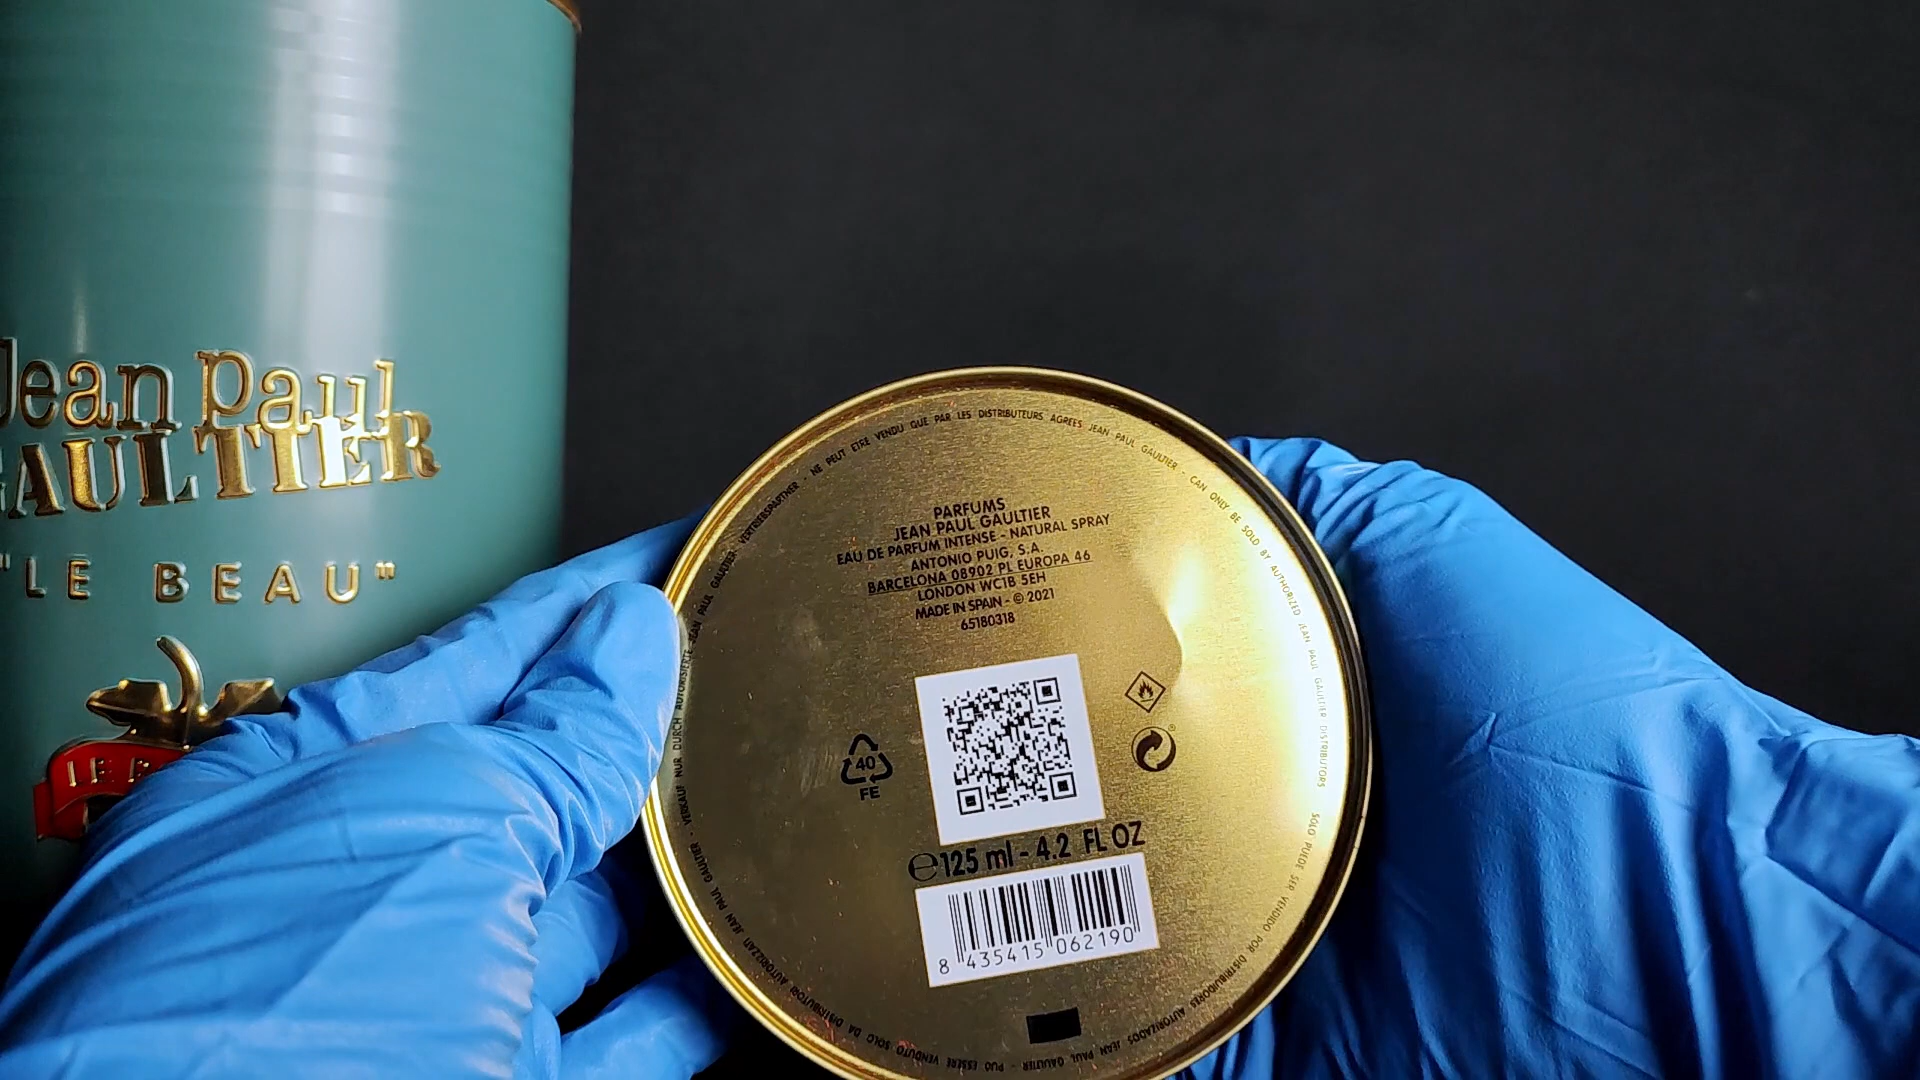 Jean Paul
GAULTIER
"LE BEAU"
NE PEUT ETRE VENDU QUE PAR LES DISTRIBUTEURS AGREES JEAN PAUL GAULTIER - CAN ONLY BE SOLD BY AUTHORIZED JEAN PAUL GAULTIER DISTRIBUTORS
SOLO PUEDE SER VENDIDO POR DISTRIBUIDORES AUTORIZADOS JEAN PAUL GAULTIER - PUO ESSERE VENDUTO SOLO DA DISTRIBUTORI AUTORIZZATI JEAN PAUL GAULTIER - VERKAUF NUR DURCH AUTORISIERTE JEAN PAUL GAULTIER-VERTRIEBSPARTNER -
PARFUMS
JEAN PAUL GAULTIER
EAU DE PARFUM INTENSE - NATURAL SPRAY
ANTONIO PUIG, S.A.
BARCELONA 08902 PL EUROPA 46
LONDON WC1B 5EH
MADE IN SPAIN - © 2021
65180318
40
FE
℮ 125 ml - 4.2 FL OZ
8 435415 062190